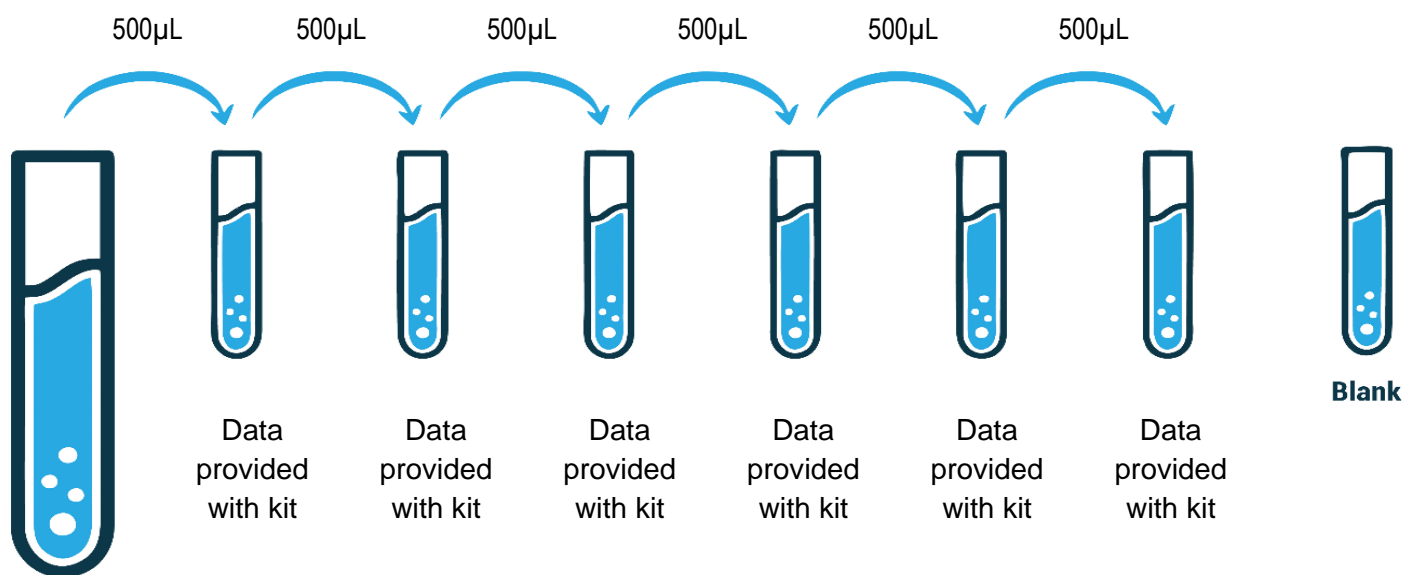 500µL 500µL 500µL 500µL 500µL 500µL
Blank
Data Data Data Data Data Data
provided provided provided provided provided provided
with kit with kit with kit with kit with kit with kit